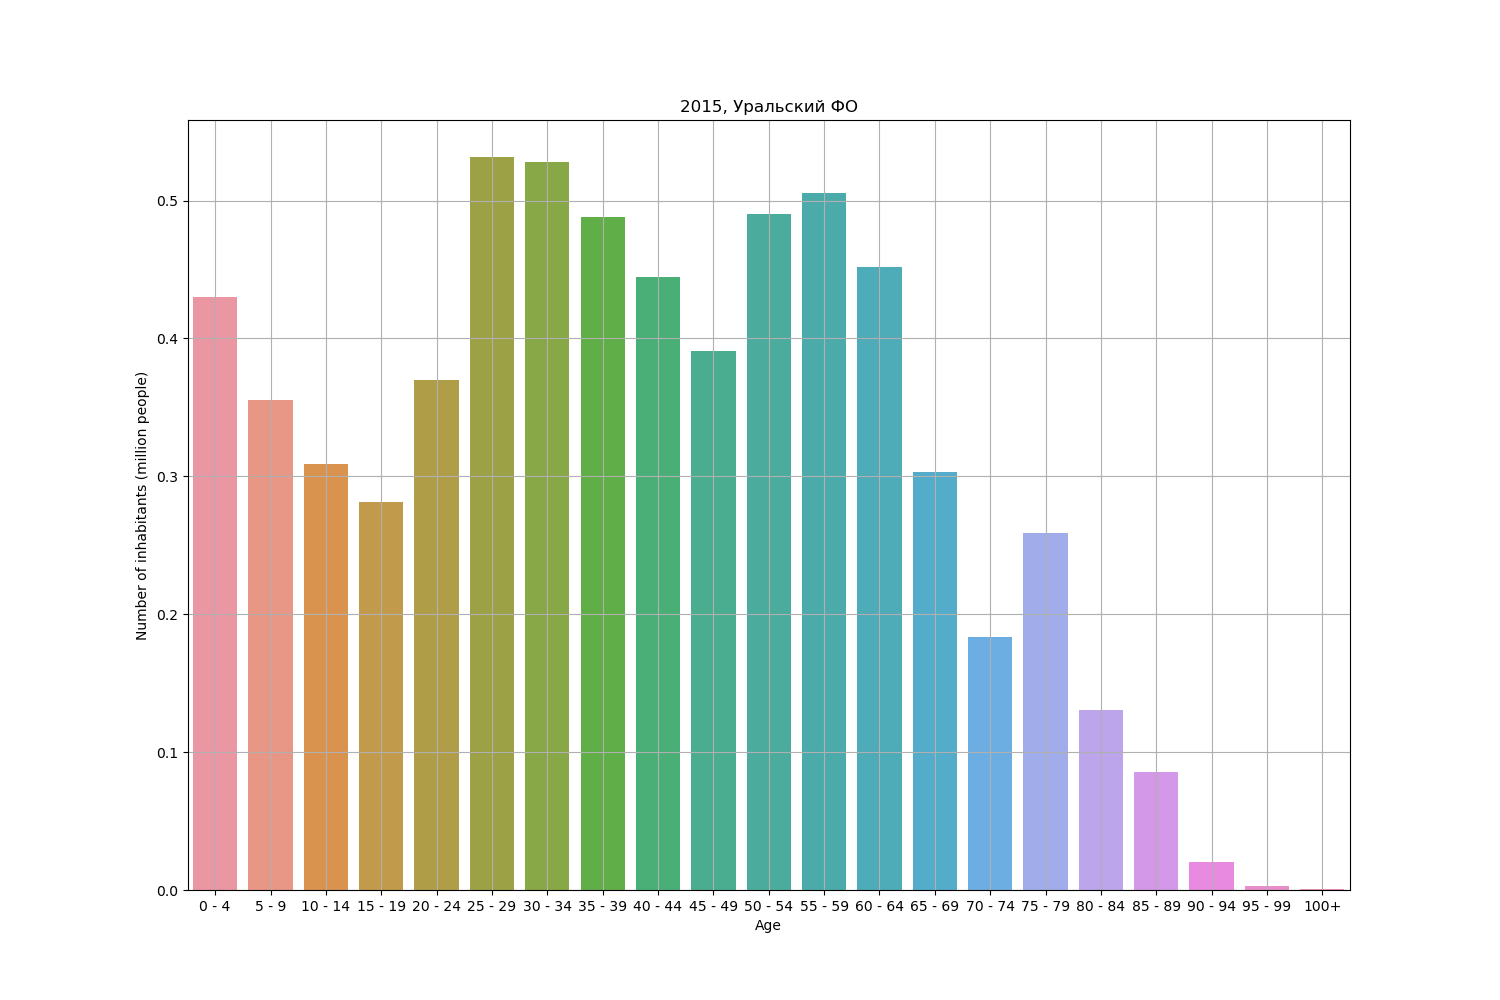 2015, Уральский ФО
Number of inhabitants (million people)
0.5
0.4
0.3
0.2
0.1
0.0
0 - 4 5 - 9 10 - 14 15 - 19 20 - 24 25 - 29 30 - 34 35 - 39 40 - 44 45 - 49 50 - 54 55 - 59 60 - 64 65 - 69 70 - 74 75 - 79 80 - 84 85 - 89 90 - 94 95 - 99 100+
Age